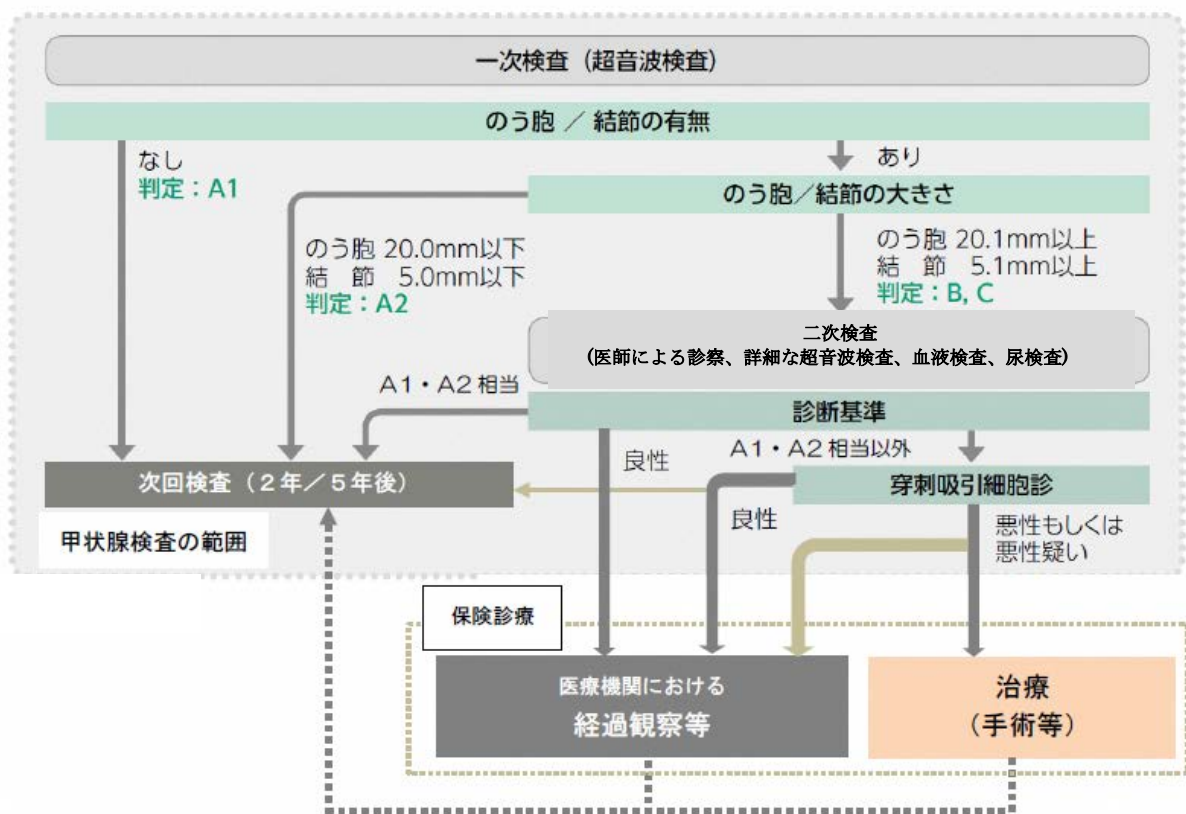 一次検査（超音波検査）
のう胞 ／ 結節の有無
なし
判定：A1
あり
のう胞／結節の大きさ
のう胞 20.0mm以下
結　節　5.0mm以下
判定：A2
のう胞 20.1mm以上
結　節　5.1mm以上
判定：B, C
二次検査
(医師による診察、詳細な超音波検査、血液検査、尿検査)
A1・A2 相当
診断基準
良性
A1・A2 相当以外
次回検査（２年／５年後）
穿刺吸引細胞診
良性
悪性もしくは
悪性疑い
甲状腺検査の範囲
保険診療
医療機関における
経過観察等
治療
（手術等）